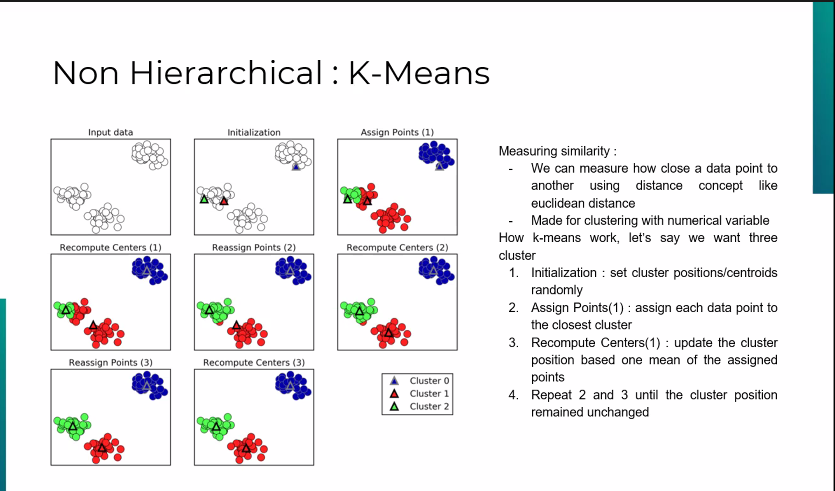 Non Hierarchical : K-Means
Input data
Initialization
Assign Points (1)
Recompute Centers (1)
Reassign Points (2)
Recompute Centers (2)
Reassign Points (3)
Recompute Centers (3)
Cluster 0
Cluster 1
Cluster 2
Measuring similarity :
- We can measure how close a data point to
another using distance concept like
euclidean distance
- Made for clustering with numerical variable
How k-means work, let's say we want three
cluster
1. Initialization : set cluster positions/centroids
randomly
2. Assign Points(1) : assign each data point to
the closest cluster
3. Recompute Centers(1) : update the cluster
position based one mean of the assigned
points
4. Repeat 2 and 3 until the cluster position
remained unchanged